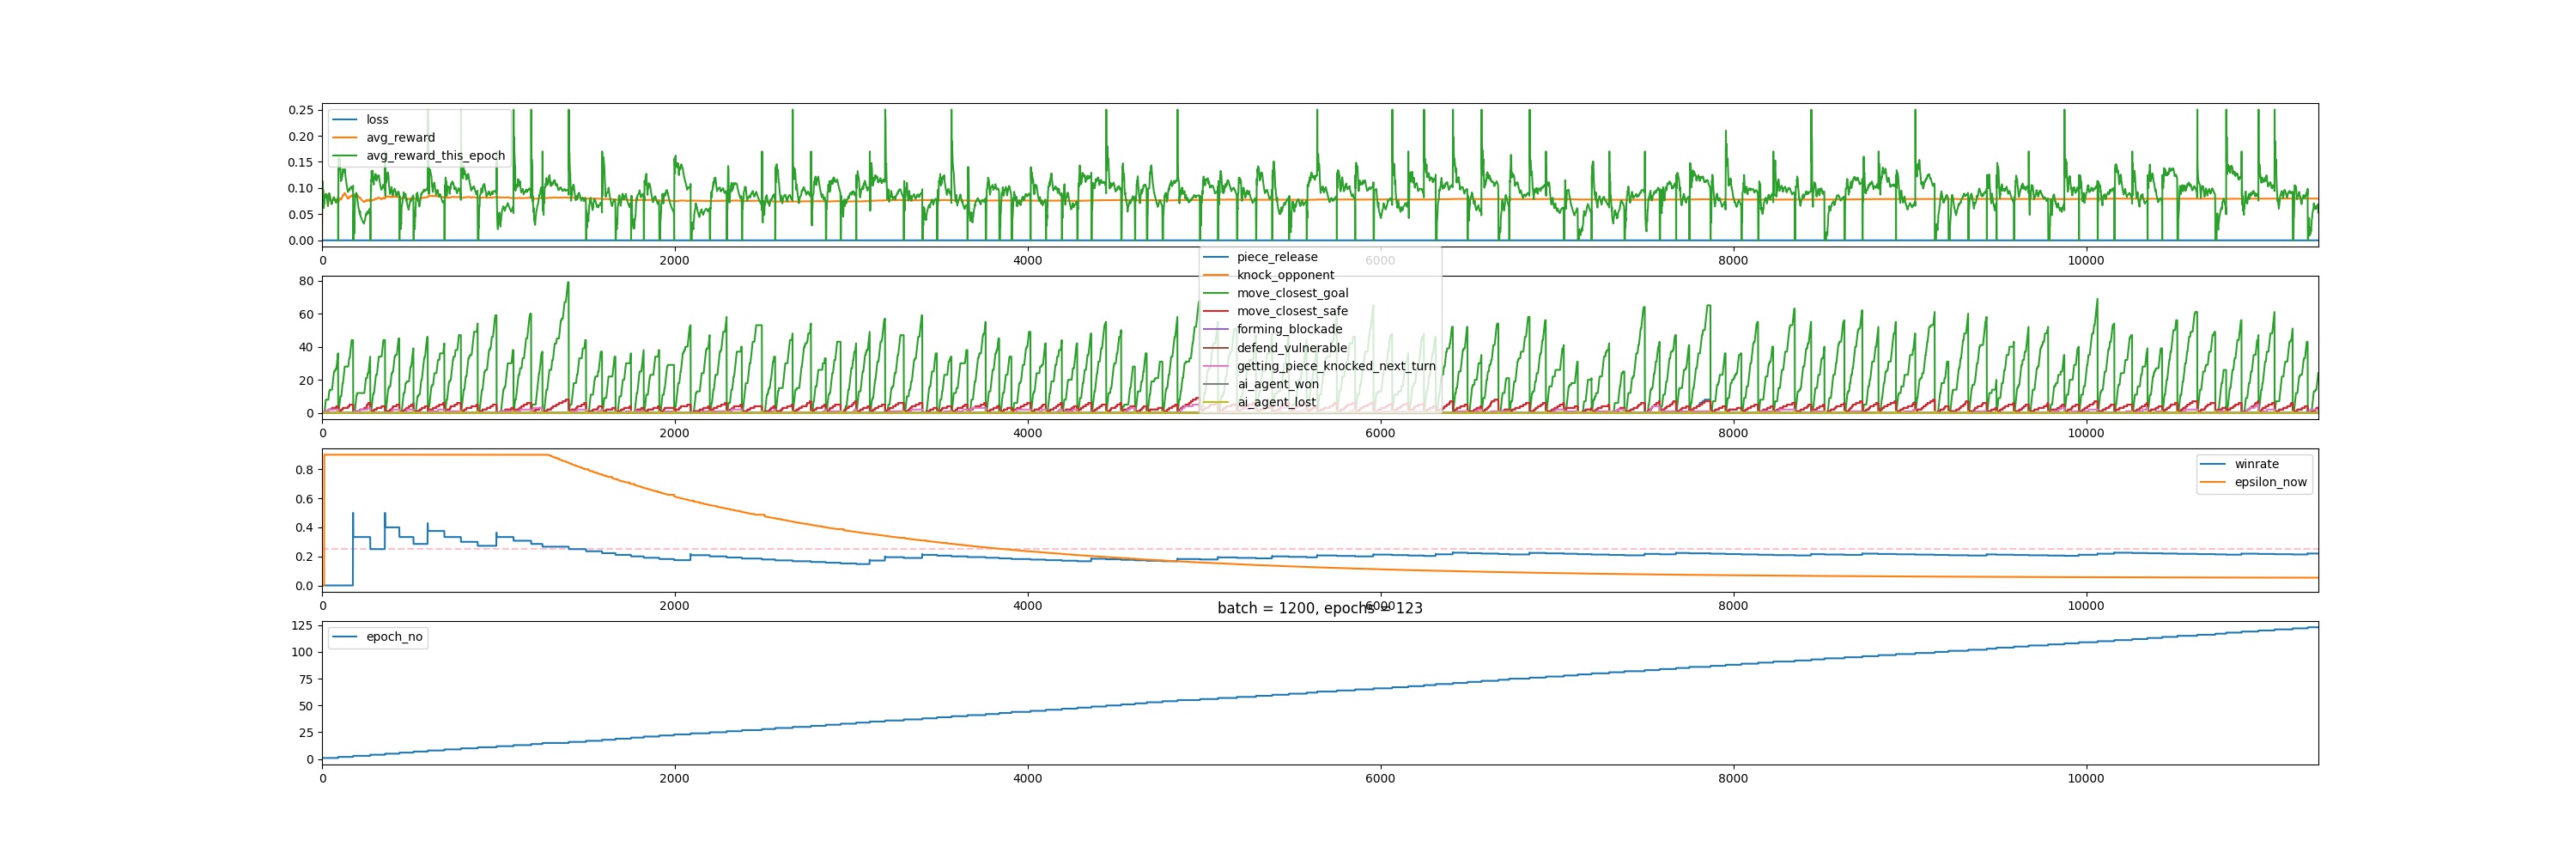 0.25
0.20
0.15
0.10
0.05
0.00
loss
avg_reward
avg_reward_this_epoch
0 2000 4000 6000 8000 10000
80
60
40
20
0
piece_release
knock_opponent
move_closest_goal
move_closest_safe
forming_blockade
defend_vulnerable
getting_piece_knocked_next_turn
ai_agent_won
ai_agent_lost
0 2000 4000 6000 8000 10000
0.8
0.6
0.4
0.2
0.0
winrate
epsilon_now
0 2000 4000 6000 8000 10000
batch = 1200, epochs = 123
125
100
75
50
25
0
epoch_no
0 2000 4000 6000 8000 10000